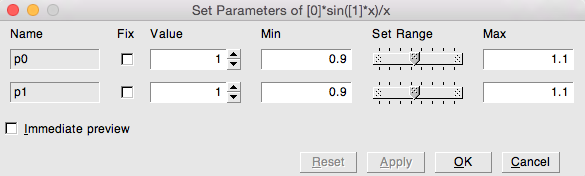 Set Parameters of [0]*sin([1]*x)/x
Name Fix Value Min Set Range Max
p0 1 0.9 1.1
p1 1 0.9 1.1
Immediate preview
Reset Apply OK Cancel